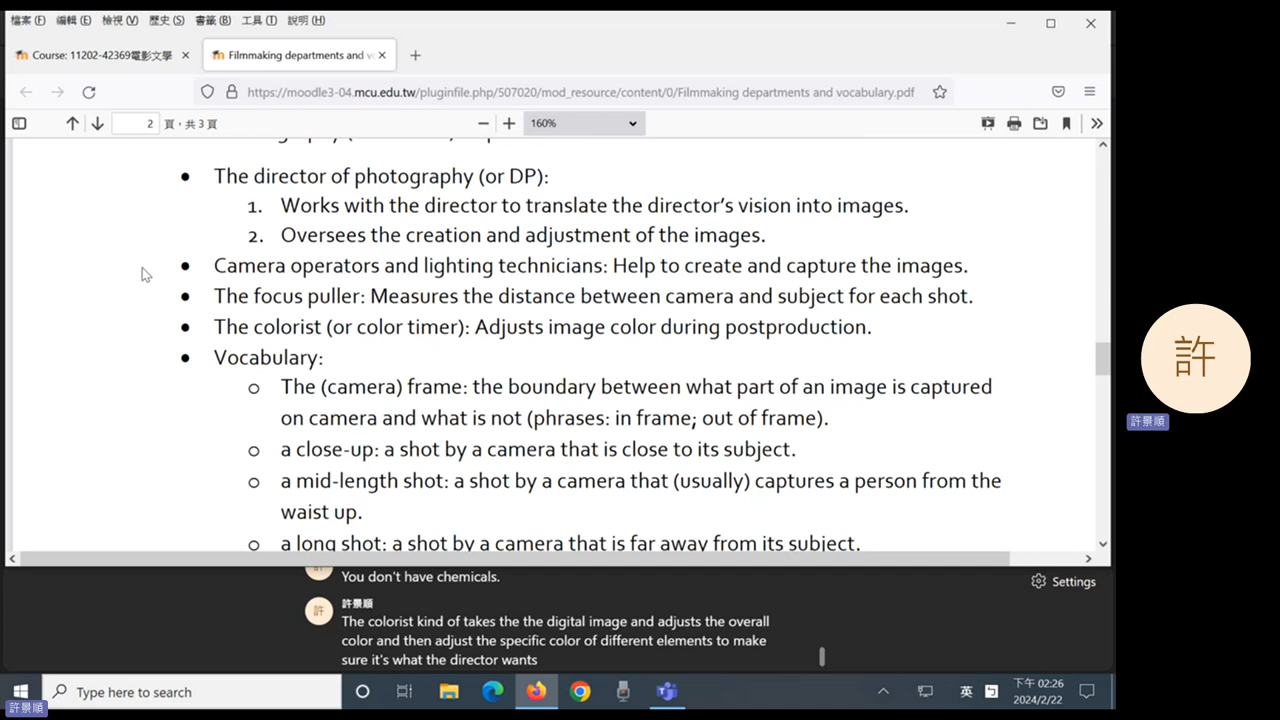 檔案(F) 編輯(E) 檢視(V) 歷史(S) 書籤(B) 工具(T) 說明(H)
Course: 11202-42369電影文學
Filmmaking departments and vo
https://moodle3-04.mcu.edu.tw/pluginfile.php/507020/mod_resource/content/0/Filmmaking departments and vocabulary.pdf
2 頁，共 3 頁
160%
• The director of photography (or DP):
1. Works with the director to translate the director's vision into images.
2. Oversees the creation and adjustment of the images.
• Camera operators and lighting technicians: Help to create and capture the images.
• The focus puller: Measures the distance between camera and subject for each shot.
• The colorist (or color timer): Adjusts image color during postproduction.
• Vocabulary:
o The (camera) frame: the boundary between what part of an image is captured
on camera and what is not (phrases: in frame; out of frame).
o a close-up: a shot by a camera that is close to its subject.
o a mid-length shot: a shot by a camera that (usually) captures a person from the
waist up.
o a long shot: a shot by a camera that is far away from its subject.
許
許景順
You don't have chemicals.
Settings
許
許景順
The colorist kind of takes the the digital image and adjusts the overall
color and then adjust the specific color of different elements to make
sure it's what the director wants
Type here to search
英
下午 02:26
2024/2/22
許景順